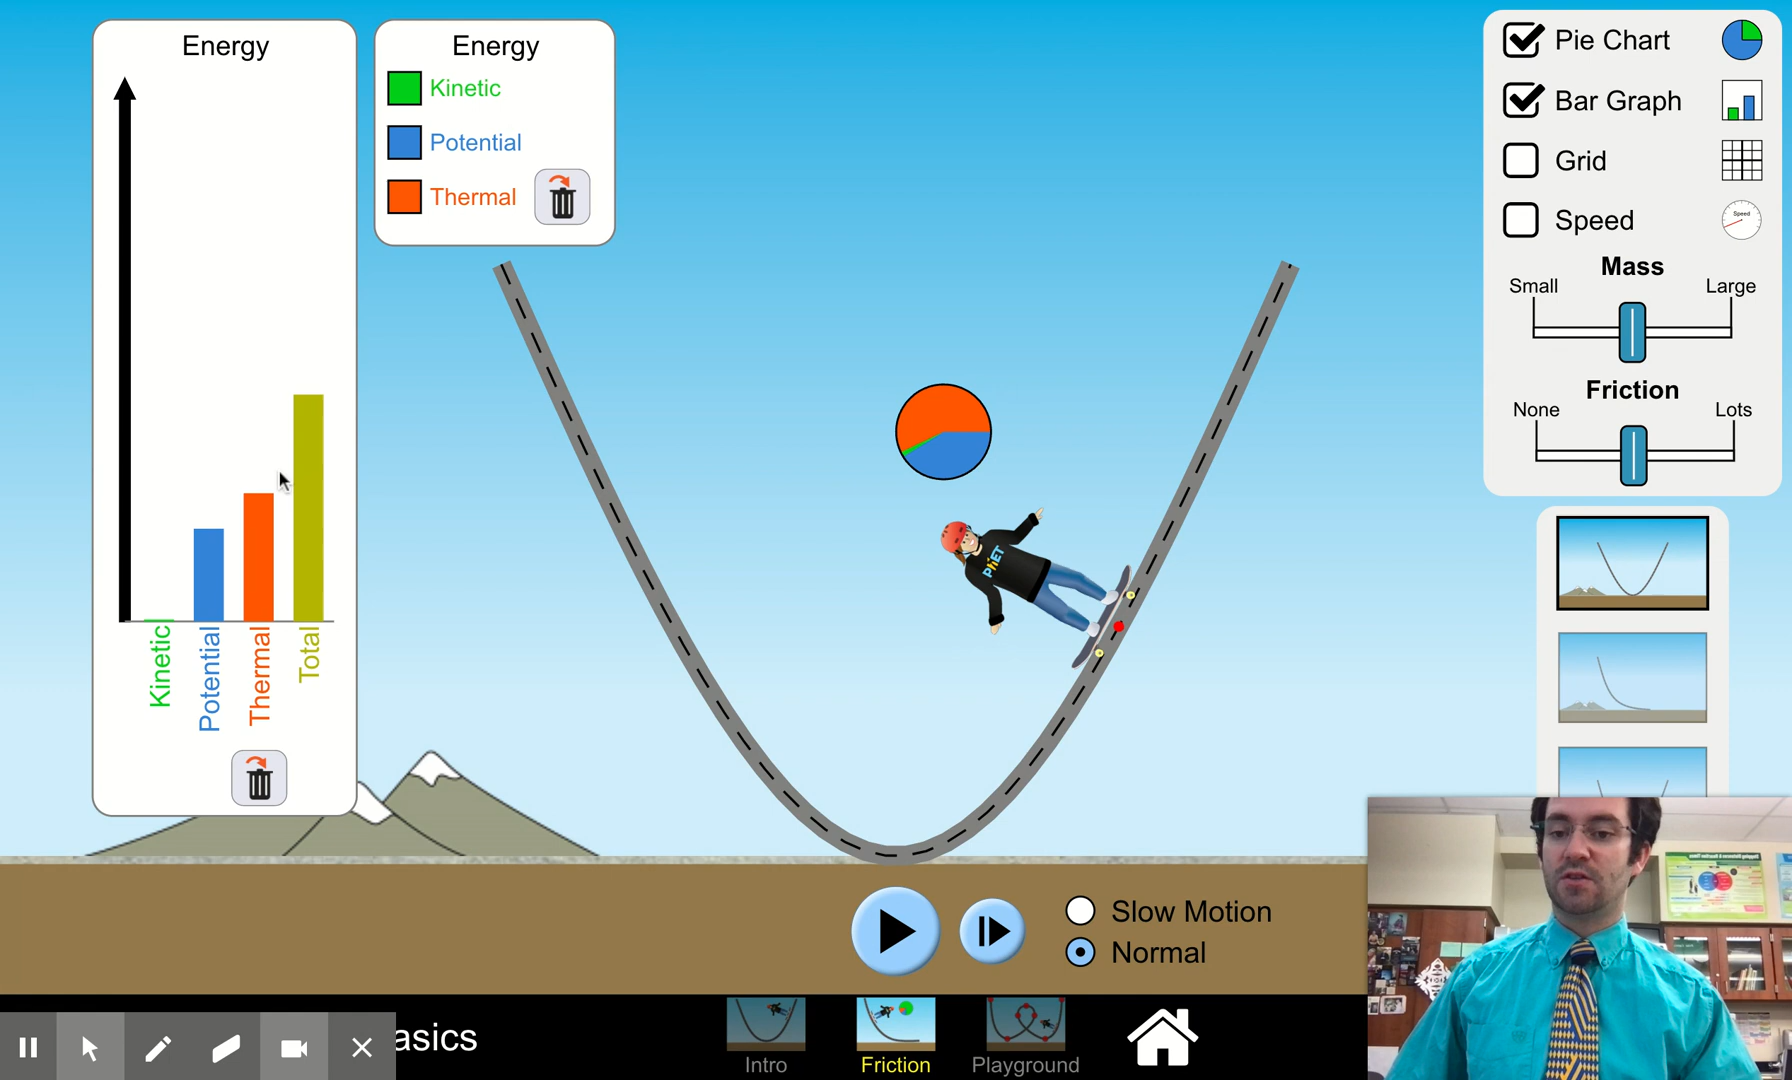 Energy
Kinetic
Potential
Thermal
Total
Energy
Kinetic
Potential
Thermal
PhET
Pie Chart
Bar Graph
Grid
Speed
Speed
Mass
Small
Large
Friction
None
Lots
Slow Motion
Normal
asics
Intro
Friction
Playground